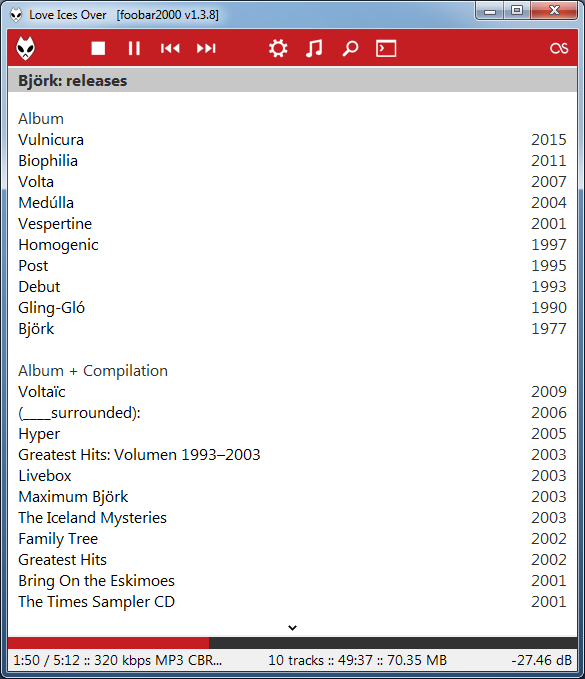 Love Ices Over [foobar2000 v1.3.8]
Björk: releases
Album
Vulnicura 2015
Biophilia 2011
Volta 2007
Medúlla 2004
Vespertine 2001
Homogenic 1997
Post 1995
Debut 1993
Gling-Gló 1990
Björk 1977
Album + Compilation
Voltaïc 2009
(____surrounded): 2006
Hyper 2005
Greatest Hits: Volumen 1993–2003 2003
Livebox 2003
Maximum Björk 2003
The Iceland Mysteries 2003
Family Tree 2002
Greatest Hits 2002
Bring On the Eskimoes 2001
The Times Sampler CD 2001
1:50 / 5:12 :: 320 kbps MP3 CBR... 10 tracks :: 49:37 :: 70.35 MB -27.46 dB